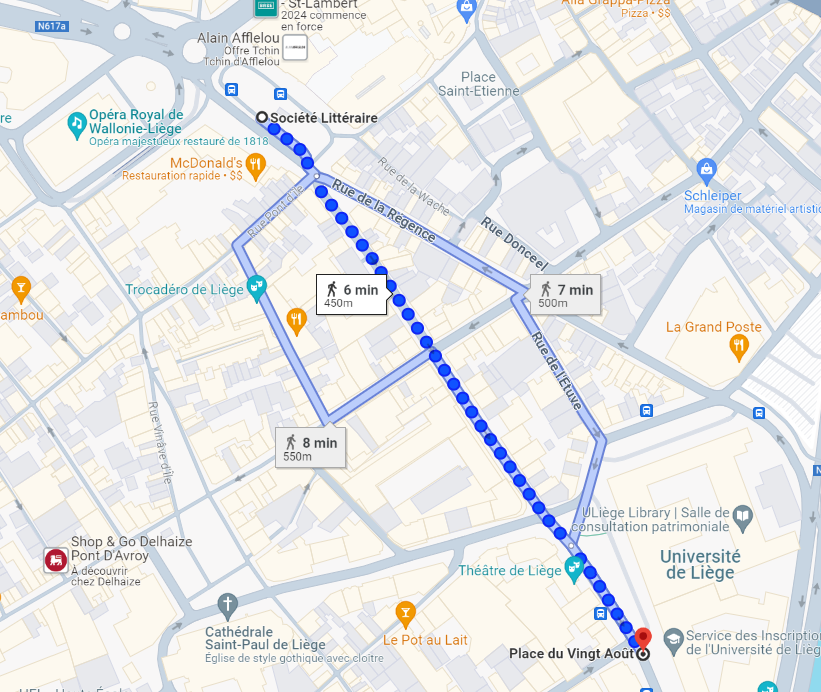 - St-Lambert
2024 commence
en force
N617a
Alain Afflelou
Offre Tchin
Tchin d'Afflelou
Pizza • $$
Place
Saint-Etienne
Opéra Royal de
Wallonie-Liège
Opéra majestueux restauré de 1818
Société Littéraire
McDonald's
Restauration rapide • $$
Rue Pont d'Ile
Rue de la Régence
Rue de la Wache
Rue Donceel
Schleiper
Magasin de matériel artistic
Trocadéro de Liège
6 min
450m
7 min
500m
ambou
La Grand Poste
Rue de l'Etuve
Rue Vinâve d'Ile
8 min
550m
ULiège Library | Salle de
consultation patrimoniale
Shop & Go Delhaize
Pont D'Avroy
À découvrir
chez Delhaize
Université
de Liège
Théâtre de Liège
Cathédrale
Saint-Paul de Liège
Église de style gothique avec cloître
Le Pot au Lait
Place du Vingt Août
Service des Inscription
de l'Université de Lièg